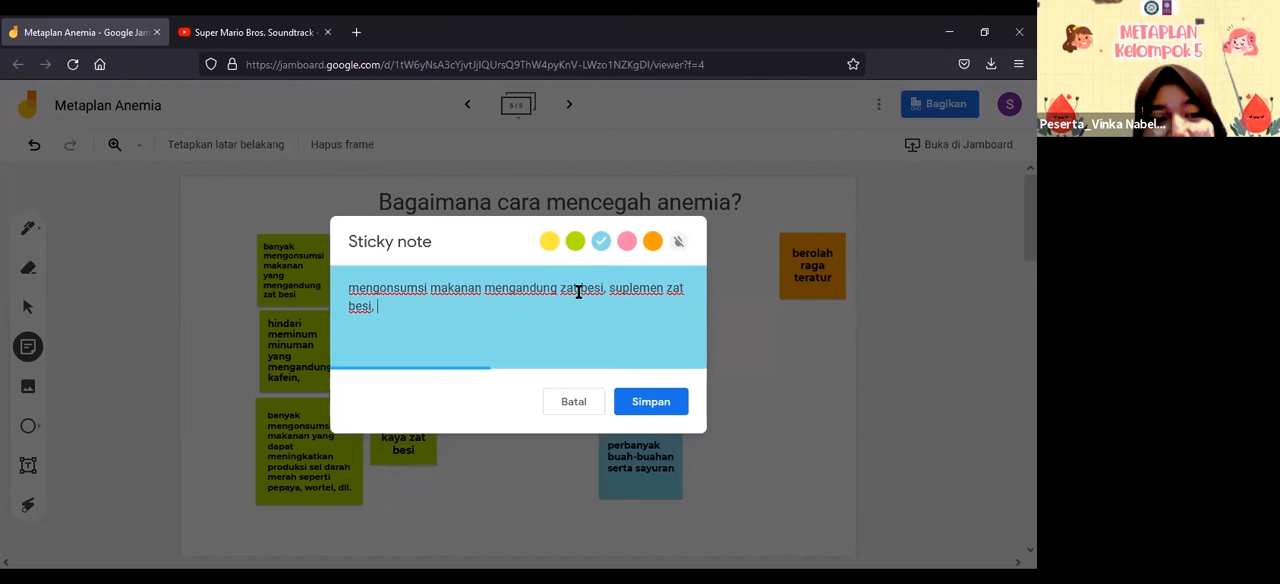 Metaplan Anemia - Google Jam
Super Mario Bros. Soundtrack -
https://jamboard.google.com/d/1tW6yNsA3cYjvtJjIQUrsQ9ThW4pyKnV-LWzo1NZKgDI/viewer?f=4
Metaplan Anemia
5/5
Bagikan
S
Tetapkan latar belakang
Hapus frame
Buka di Jamboard
Bagaimana cara mencegah anemia?
banyak
mengonsumsi
makanan
yang
mengandung
zat besi
hindari
meminum
minuman
yang
mengandung
kafein,
banyak
mengonsumsi
makanan yang
dapat
meningkatkan
produksi sel darah
merah seperti
pepaya, wortel, dll.
kaya zat
besi
Sticky note
mengonsumsi makanan mengandung zat besi, suplemen zat
besi,
Batal
Simpan
perbanyak
buah-buahan
serta sayuran
berolah
raga
teratur
METAPLAN
Kelompok 5
Peserta_Vinka Nabel...